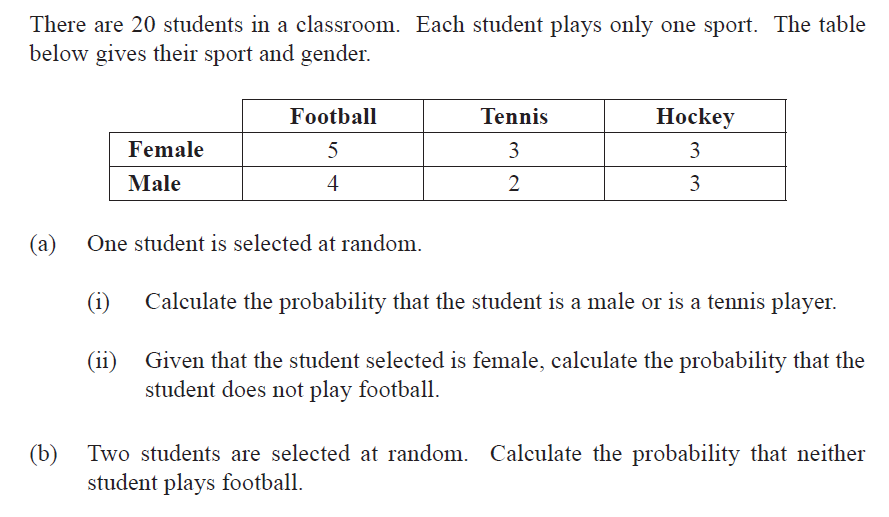 There are 20 students in a classroom. Each student plays only one sport. The table
below gives their sport and gender.
Football Tennis Hockey
Female 5 3 3
Male 4 2 3
(a) One student is selected at random.
(i) Calculate the probability that the student is a male or is a tennis player.
(ii) Given that the student selected is female, calculate the probability that the
student does not play football.
(b) Two students are selected at random. Calculate the probability that neither
student plays football.